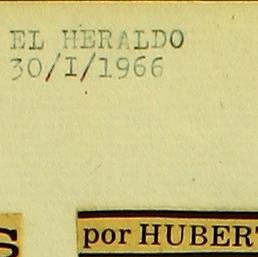 EL HERALDO
30/I/1966
por HUBERT